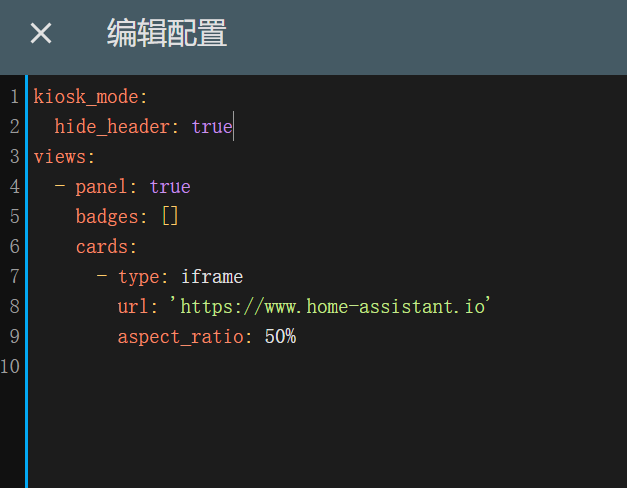 编辑配置
1 kiosk_mode:
2   hide_header: true
3 views:
4   - panel: true
5     badges: []
6     cards:
7       - type: iframe
8         url: 'https://www.home-assistant.io'
9         aspect_ratio: 50%
10